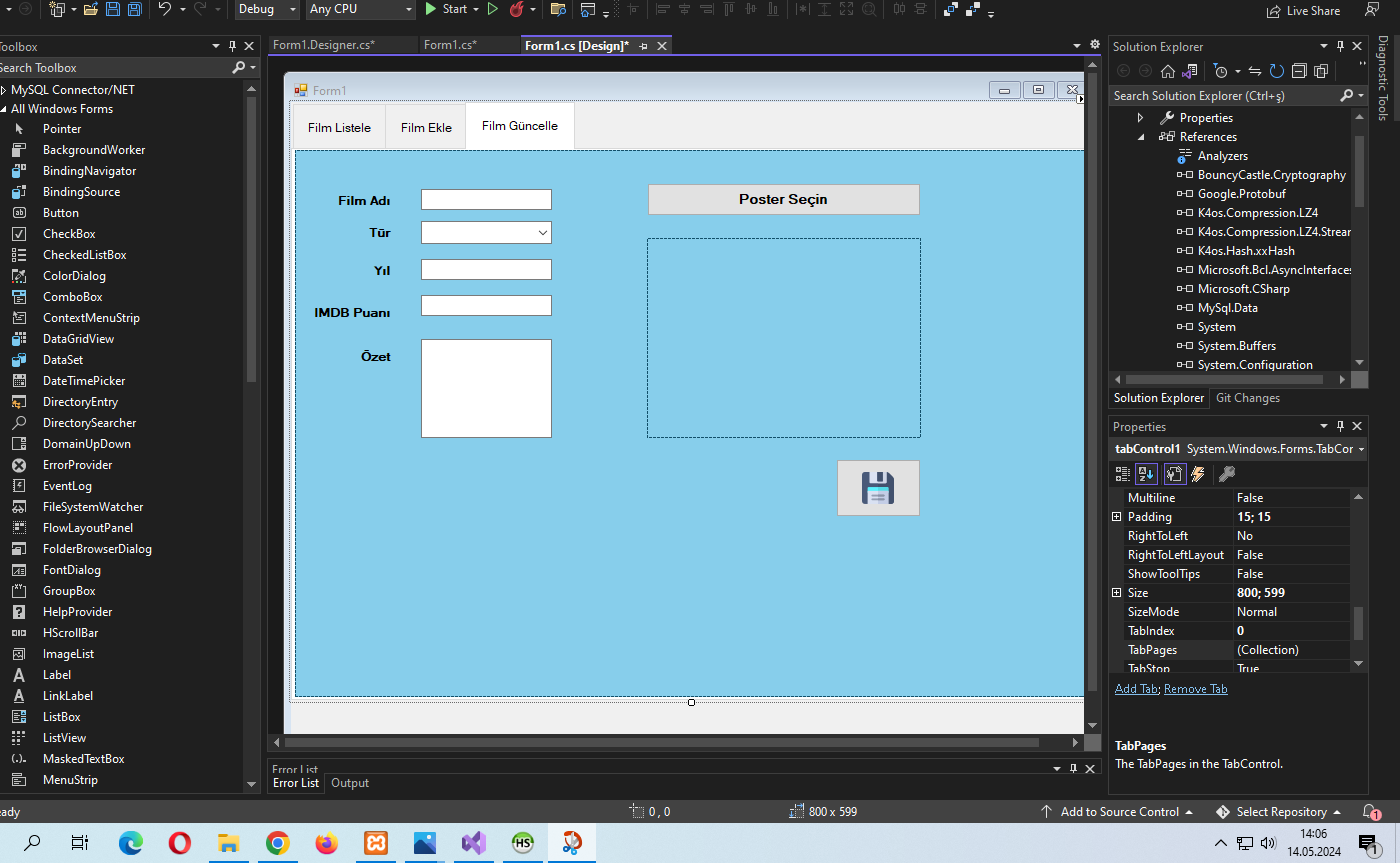 Debug
Any CPU
Start
Live Share
Toolbox
Search Toolbox
MySQL Connector/NET
All Windows Forms
Pointer
BackgroundWorker
BindingNavigator
BindingSource
Button
CheckBox
CheckedListBox
ColorDialog
ComboBox
ContextMenuStrip
DataGridView
DataSet
DateTimePicker
DirectoryEntry
DirectorySearcher
DomainUpDown
ErrorProvider
EventLog
FileSystemWatcher
FlowLayoutPanel
FolderBrowserDialog
FontDialog
GroupBox
HelpProvider
HScrollBar
ImageList
Label
LinkLabel
ListBox
ListView
MaskedTextBox
MenuStrip
Form1.Designer.cs*
Form1.cs*
Form1.cs [Design]*
Form1
Film Listele
Film Ekle
Film Güncelle
Film Adı
Tür
Yıl
IMDB Puanı
Özet
Poster Seçin
Error List
Error List
Output
Solution Explorer
Search Solution Explorer (Ctrl+ş)
Properties
References
Analyzers
BouncyCastle.Cryptography
Google.Protobuf
K4os.Compression.LZ4
K4os.Compression.LZ4.Strear
K4os.Hash.xxHash
Microsoft.Bcl.AsyncInterfaces
Microsoft.CSharp
MySql.Data
System
System.Buffers
System.Configuration
Solution Explorer
Git Changes
Diagnostic Tools
Properties
tabControl1 System.Windows.Forms.TabCor
Multiline False
Padding 15; 15
RightToLeft No
RightToLeftLayout False
ShowToolTips False
Size 800; 599
SizeMode Normal
TabIndex 0
TabPages (Collection)
TabStop True
Add Tab; Remove Tab
TabPages
The TabPages in the TabControl.
eady
0 , 0
800 x 599
Add to Source Control
Select Repository
1
HS
14:06
14.05.2024
1